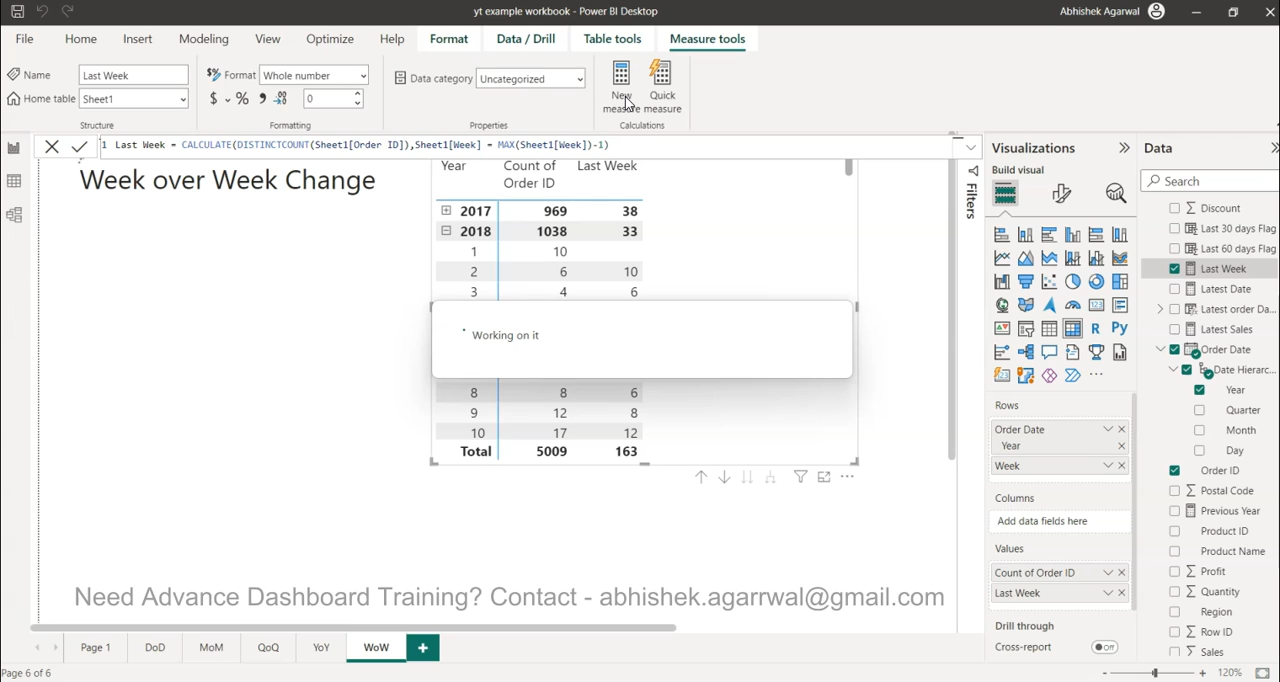 yt example workbook - Power BI Desktop
Abhishek Agarwal
File Home Insert Modeling View Optimize Help Format Data / Drill Table tools Measure tools
Name Last Week
Home table Sheet1
Structure
Format Whole number
$ % 0
Formatting
Data category Uncategorized
Properties
New measure
Quick measure
Calculations
1 Last Week = CALCULATE(DISTINCTCOUNT(Sheet1[Order ID]),Sheet1[Week] = MAX(Sheet1[Week])-1)
Week over Week Change
Year Count of Order ID Last Week
2017 969 38
2018 1038 33
1 10
2 6 10
3 4 6
Working on it
8 8 6
9 12 8
10 17 12
Total 5009 163
Need Advance Dashboard Training? Contact - abhishek.agarrwal@gmail.com
Filters
Visualizations
Build visual
R Py
Rows
Order Date
Year
Week
Columns
Add data fields here
Values
Count of Order ID
Last Week
Drill through
Cross-report Off
Data
Search
Discount
Last 30 days Flag
Last 60 days Flag
Last Week
Latest Date
Latest order Da...
Latest Sales
Order Date
Date Hierarc...
Year
Quarter
Month
Day
Order ID
Postal Code
Previous Year
Product ID
Product Name
Profit
Quantity
Region
Row ID
Sales
Page 1 DoD MoM QoQ YoY WoW
Page 6 of 6
120%